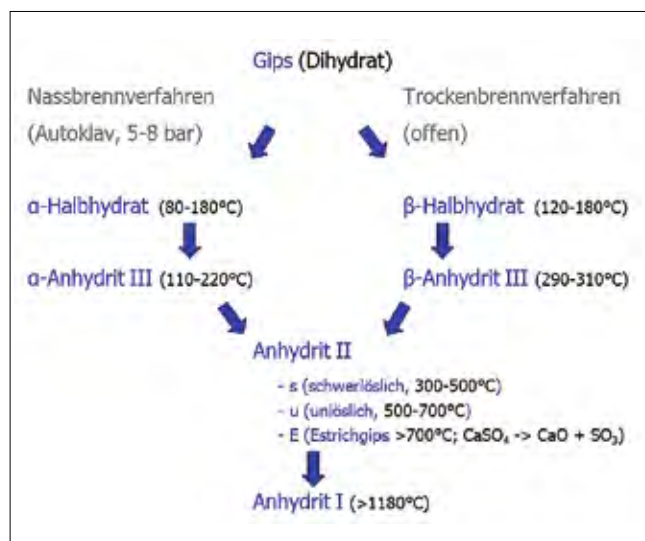 Gips (Dihydrat)
Nassbrennverfahren
(Autoklav, 5-8 bar)
Trockenbrennverfahren
(offen)
α-Halbhydrat (80-180°C)
β-Halbhydrat (120-180°C)
α-Anhydrit III (110-220°C)
β-Anhydrit III (290-310°C)
Anhydrit II
- s (schwerlöslich, 300-500°C)
- u (unlöslich, 500-700°C)
- E (Estrichgips >700°C; CaSO₄ -> CaO + SO₃)
Anhydrit I (>1180°C)